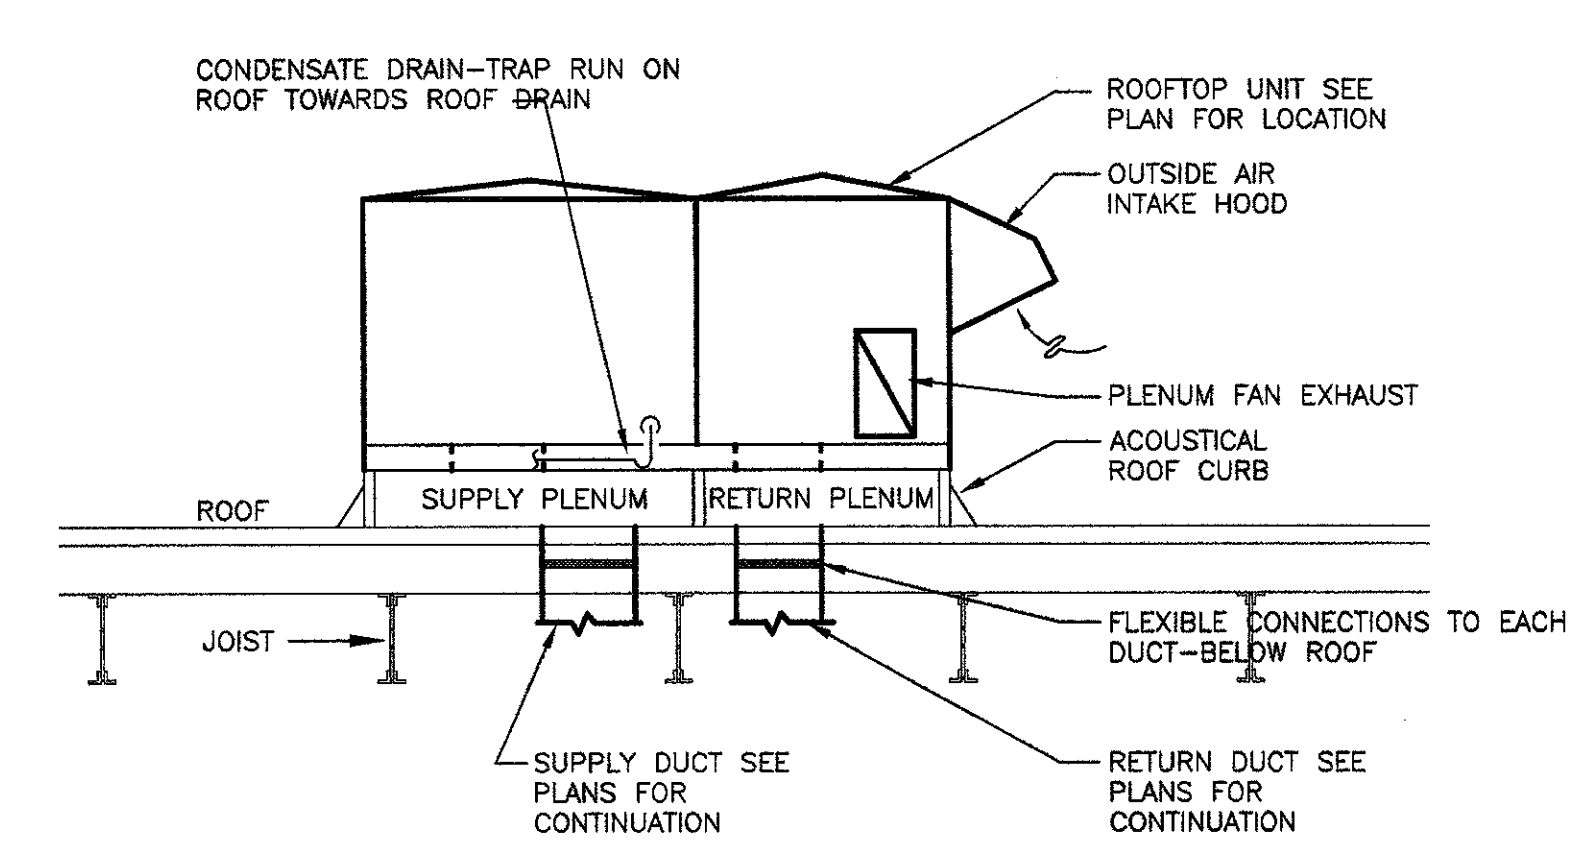 CONDENSATE DRAIN-TRAP RUN ON
ROOF TOWARDS ROOF DRAIN
ROOFTOP UNIT SEE
PLAN FOR LOCATION
OUTSIDE AIR
INTAKE HOOD
PLENUM FAN EXHAUST
ACOUSTICAL
ROOF CURB
SUPPLY PLENUM
RETURN PLENUM
ROOF
JOIST
FLEXIBLE CONNECTIONS TO EACH
DUCT-BELOW ROOF
SUPPLY DUCT SEE
PLANS FOR
CONTINUATION
RETURN DUCT SEE
PLANS FOR
CONTINUATION